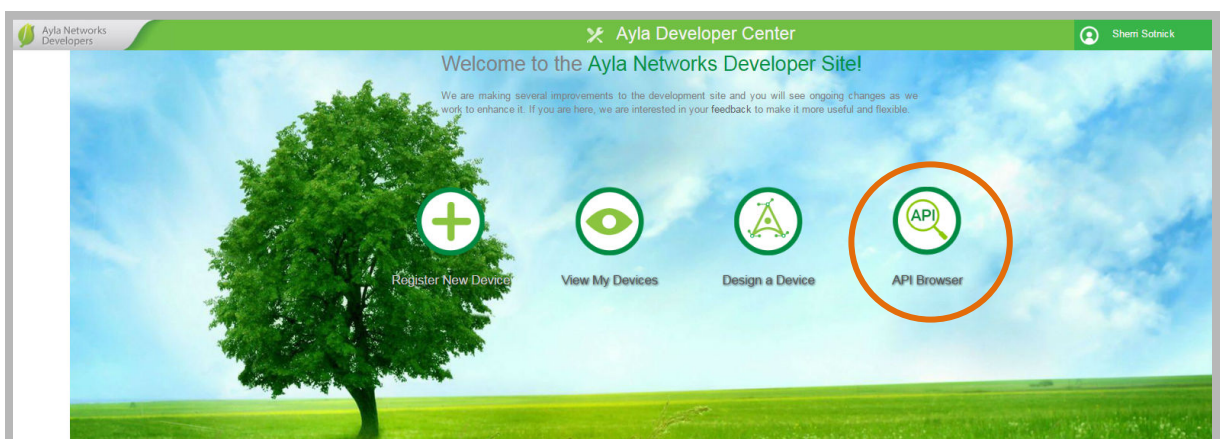 Ayla Networks
Developers
Ayla Developer Center
Sherri Sotnick
Welcome to the Ayla Networks Developer Site!
We are making several improvements to the development site and you will see ongoing changes as we
work to enhance it. If you are here, we are interested in your feedback to make it more useful and flexible.
API
Register New Device
View My Devices
Design a Device
API Browser